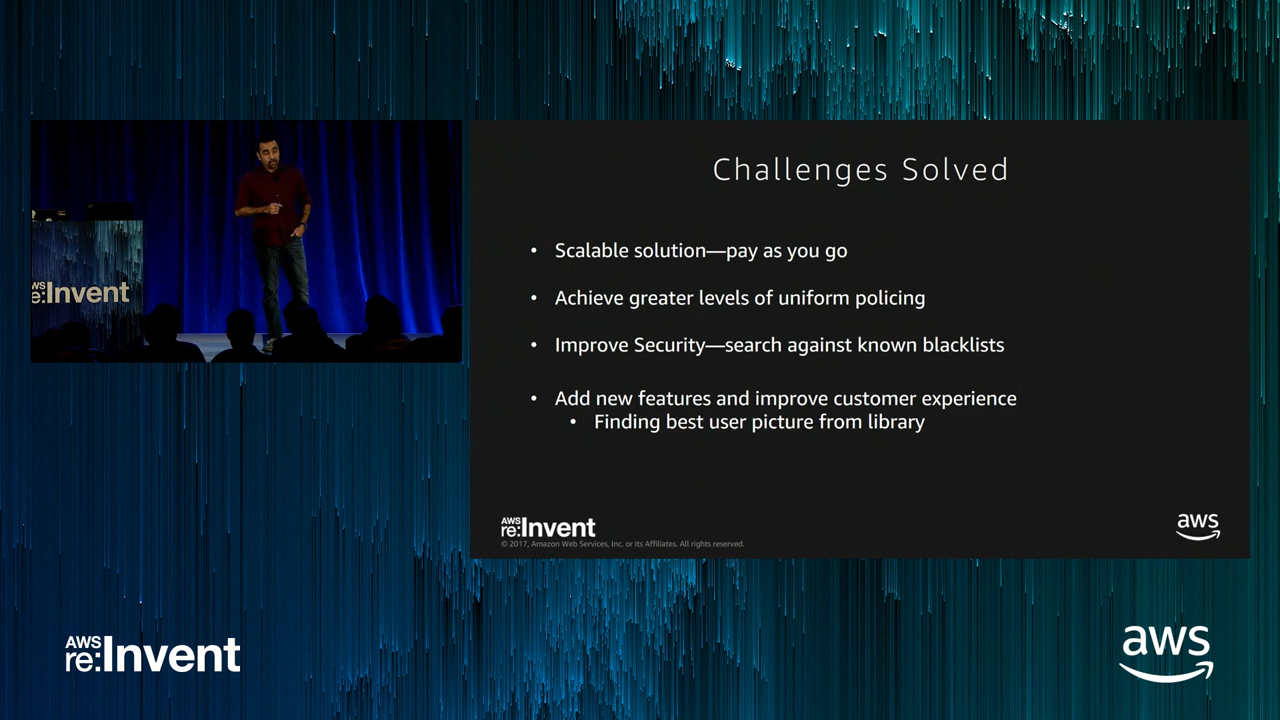 Challenges Solved
• Scalable solution—pay as you go
• Achieve greater levels of uniform policing
• Improve Security—search against known blacklists
• Add new features and improve customer experience
• Finding best user picture from library
AWS
re:Invent
© 2017, Amazon Web Services, Inc. or its Affiliates. All rights reserved.
aws
WS
e:Invent
AWS
re:Invent
aws